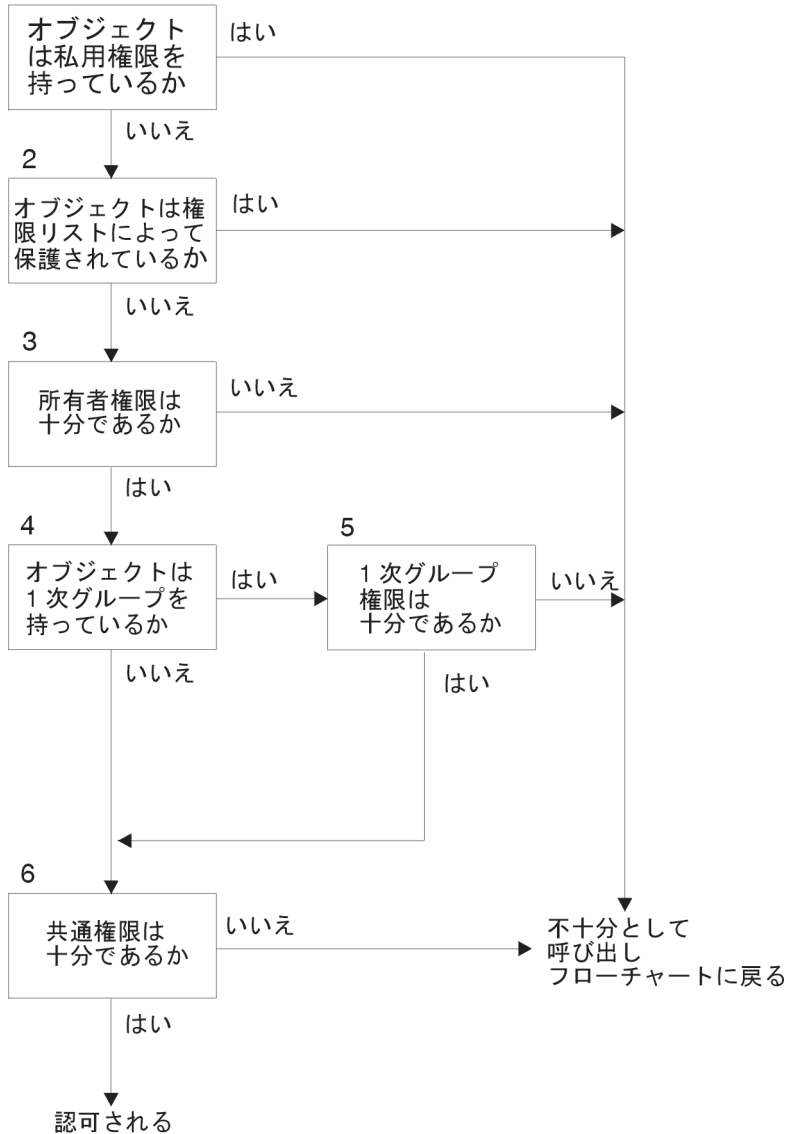 オブジェクト
は私用権限を
持っているか
はい
いいえ
2
オブジェクトは権
限リストによって
保護されているか
はい
いいえ
3
所有者権限は
十分であるか
いいえ
はい
4
オブジェクトは
1次グループを
持っているか
はい
いいえ
5
1次グループ
権限は
十分であるか
いいえ
はい
6
共通権限は
十分であるか
いいえ
はい
不十分として
呼び出し
フローチャートに戻る
認可される